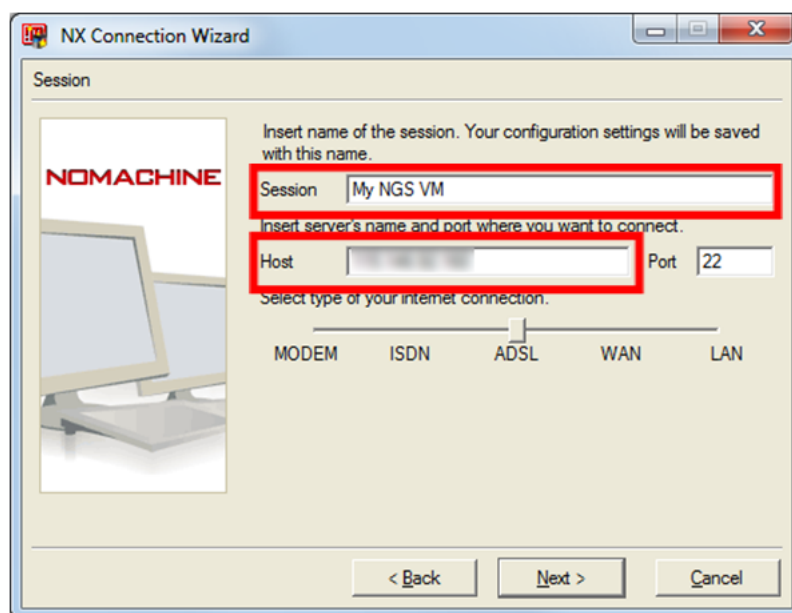 NX Connection Wizard
Session
Insert name of the session. Your configuration settings will be saved
with this name.
NOMACHINE
Session My NGS VM
Insert server's name and port where you want to connect.
Host Port 22
Select type of your internet connection.
MODEM ISDN ADSL WAN LAN
< Back Next > Cancel